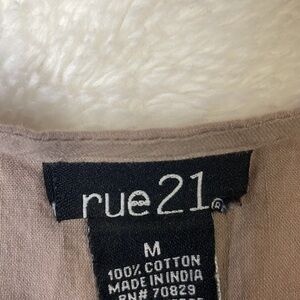 rue21®
M
100% COTTON
MADE IN INDIA
RN# 70829